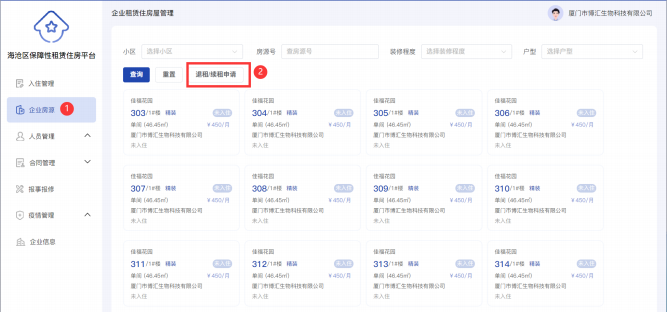 海沧区保障性租赁住房平台
入住管理
企业房源
1
人员管理
合同管理
报事报修
疫情管理
企业信息
企业租赁住房屋管理
厦门市博汇生物科技有限公司
小区 选择小区 房源号 查房源号 装修程度 选择装修程度 户型 选择户型
查询 重置 退租/续租申请 2
佳福花园 佳福花园 佳福花园 佳福花园
303/1#楼 精装 未入住 304/1#楼 精装 未入住 305/1#楼 精装 未入住 306/1#楼 精装 未入住
单间 (46.45㎡) ¥450/月 单间 (46.45㎡) ¥450/月 单间 (46.45㎡) ¥450/月 单间 (46.45㎡) ¥450/月
厦门市博汇生物科技有限公司 厦门市博汇生物科技有限公司 厦门市博汇生物科技有限公司 厦门市博汇生物科技有限公司
未入住 未入住 未入住 未入住
佳福花园 佳福花园 佳福花园 佳福花园
307/1#楼 精装 未入住 308/1#楼 精装 未入住 309/1#楼 精装 未入住 310/1#楼 精装 未入住
单间 (46.45㎡) ¥450/月 单间 (46.45㎡) ¥450/月 单间 (46.45㎡) ¥450/月 单间 (46.45㎡) ¥450/月
厦门市博汇生物科技有限公司 厦门市博汇生物科技有限公司 厦门市博汇生物科技有限公司 厦门市博汇生物科技有限公司
未入住 未入住 未入住 未入住
佳福花园 佳福花园 佳福花园 佳福花园
311/1#楼 精装 未入住 312/1#楼 精装 未入住 313/1#楼 精装 未入住 314/1#楼 精装 未入住
单间 (46.45㎡) ¥450/月 单间 (46.45㎡) ¥450/月 单间 (46.45㎡) ¥450/月 单间 (46.45㎡) ¥450/月
厦门市博汇生物科技有限公司 厦门市博汇生物科技有限公司 厦门市博汇生物科技有限公司 厦门市博汇生物科技有限公司
未入住 未入住 未入住 未入住